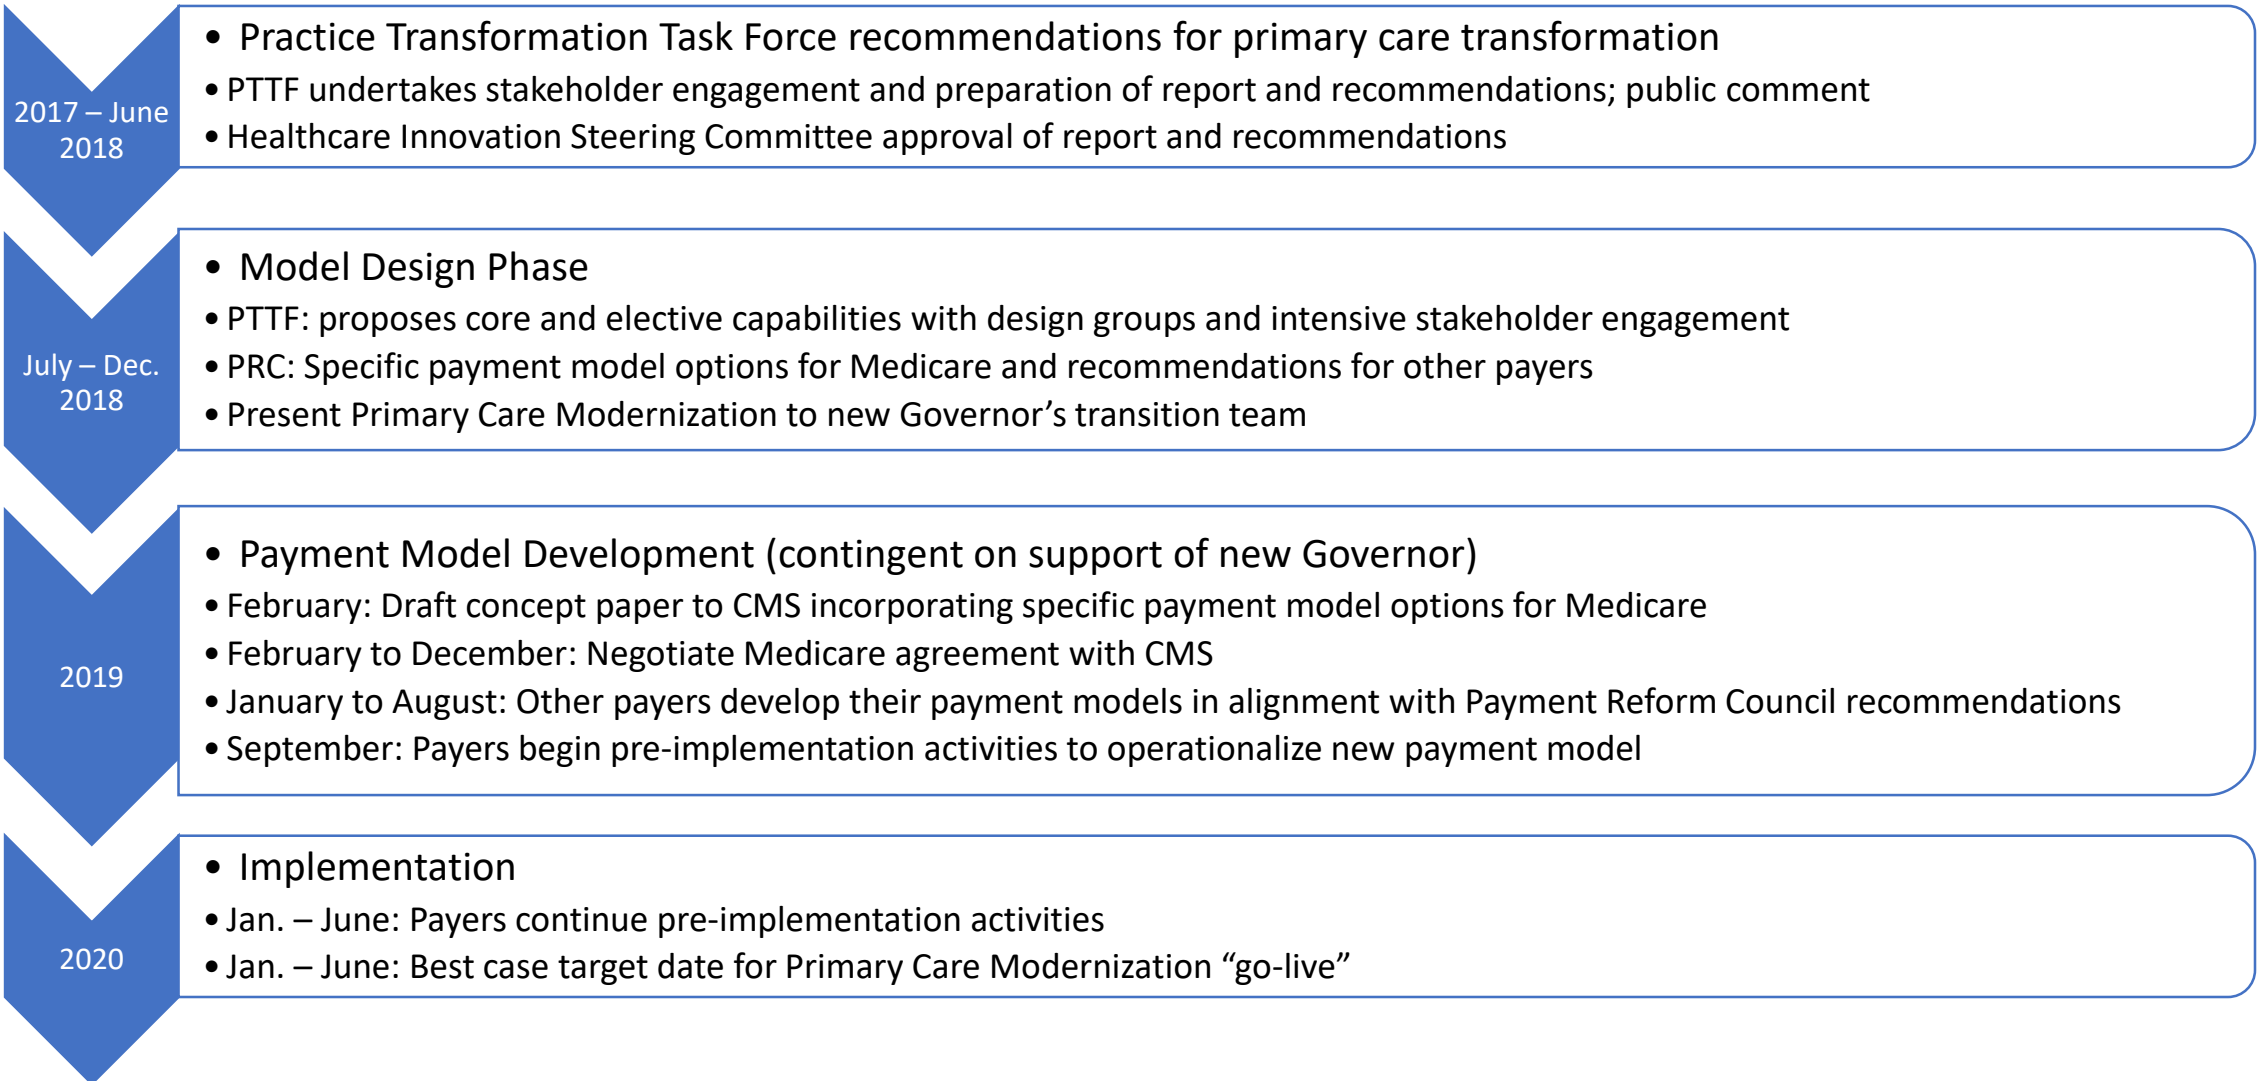 2017 – June
2018
• Practice Transformation Task Force recommendations for primary care transformation
• PTTF undertakes stakeholder engagement and preparation of report and recommendations; public comment
• Healthcare Innovation Steering Committee approval of report and recommendations
July – Dec.
2018
• Model Design Phase
• PTTF: proposes core and elective capabilities with design groups and intensive stakeholder engagement
• PRC: Specific payment model options for Medicare and recommendations for other payers
• Present Primary Care Modernization to new Governor’s transition team
2019
• Payment Model Development (contingent on support of new Governor)
• February: Draft concept paper to CMS incorporating specific payment model options for Medicare
• February to December: Negotiate Medicare agreement with CMS
• January to August: Other payers develop their payment models in alignment with Payment Reform Council recommendations
• September: Payers begin pre-implementation activities to operationalize new payment model
2020
• Implementation
• Jan. – June: Payers continue pre-implementation activities
• Jan. – June: Best case target date for Primary Care Modernization “go-live”